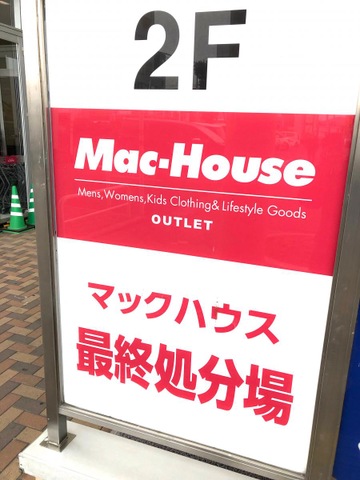 2F
Mac-House
Mens,Womens,Kids Clothing&Lifestyle Goods
OUTLET
マックハウス
最終処分場